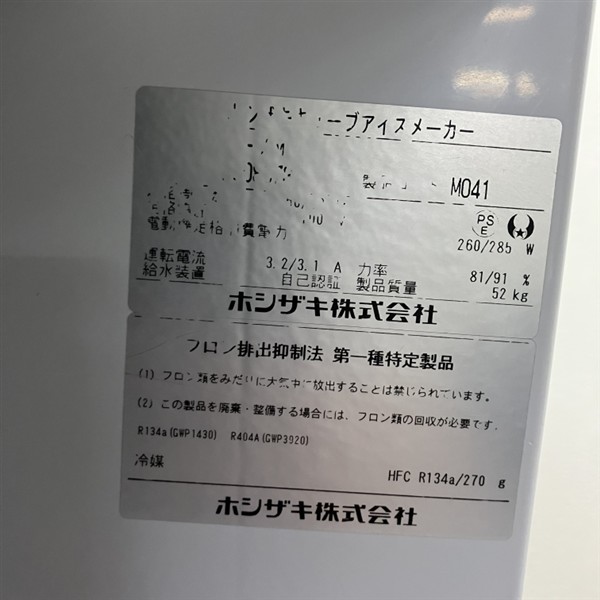 ーブアイスメーカー
M041
260/285 W
運転電流 3.2/3.1 A 力率 81/91 %
給水装置 自己認証 製品質量 52 kg
ホシザキ株式会社
フロン排出抑制法 第一種特定製品
(1) フロン類をみだりに大気中に放出することは禁じられています。
(2) この製品を廃棄・整備する場合には、フロン類の回収が必要です。
R134a(GWP1430) R404A(GWP3920)
冷媒 HFC R134a/270 g
ホシザキ株式会社